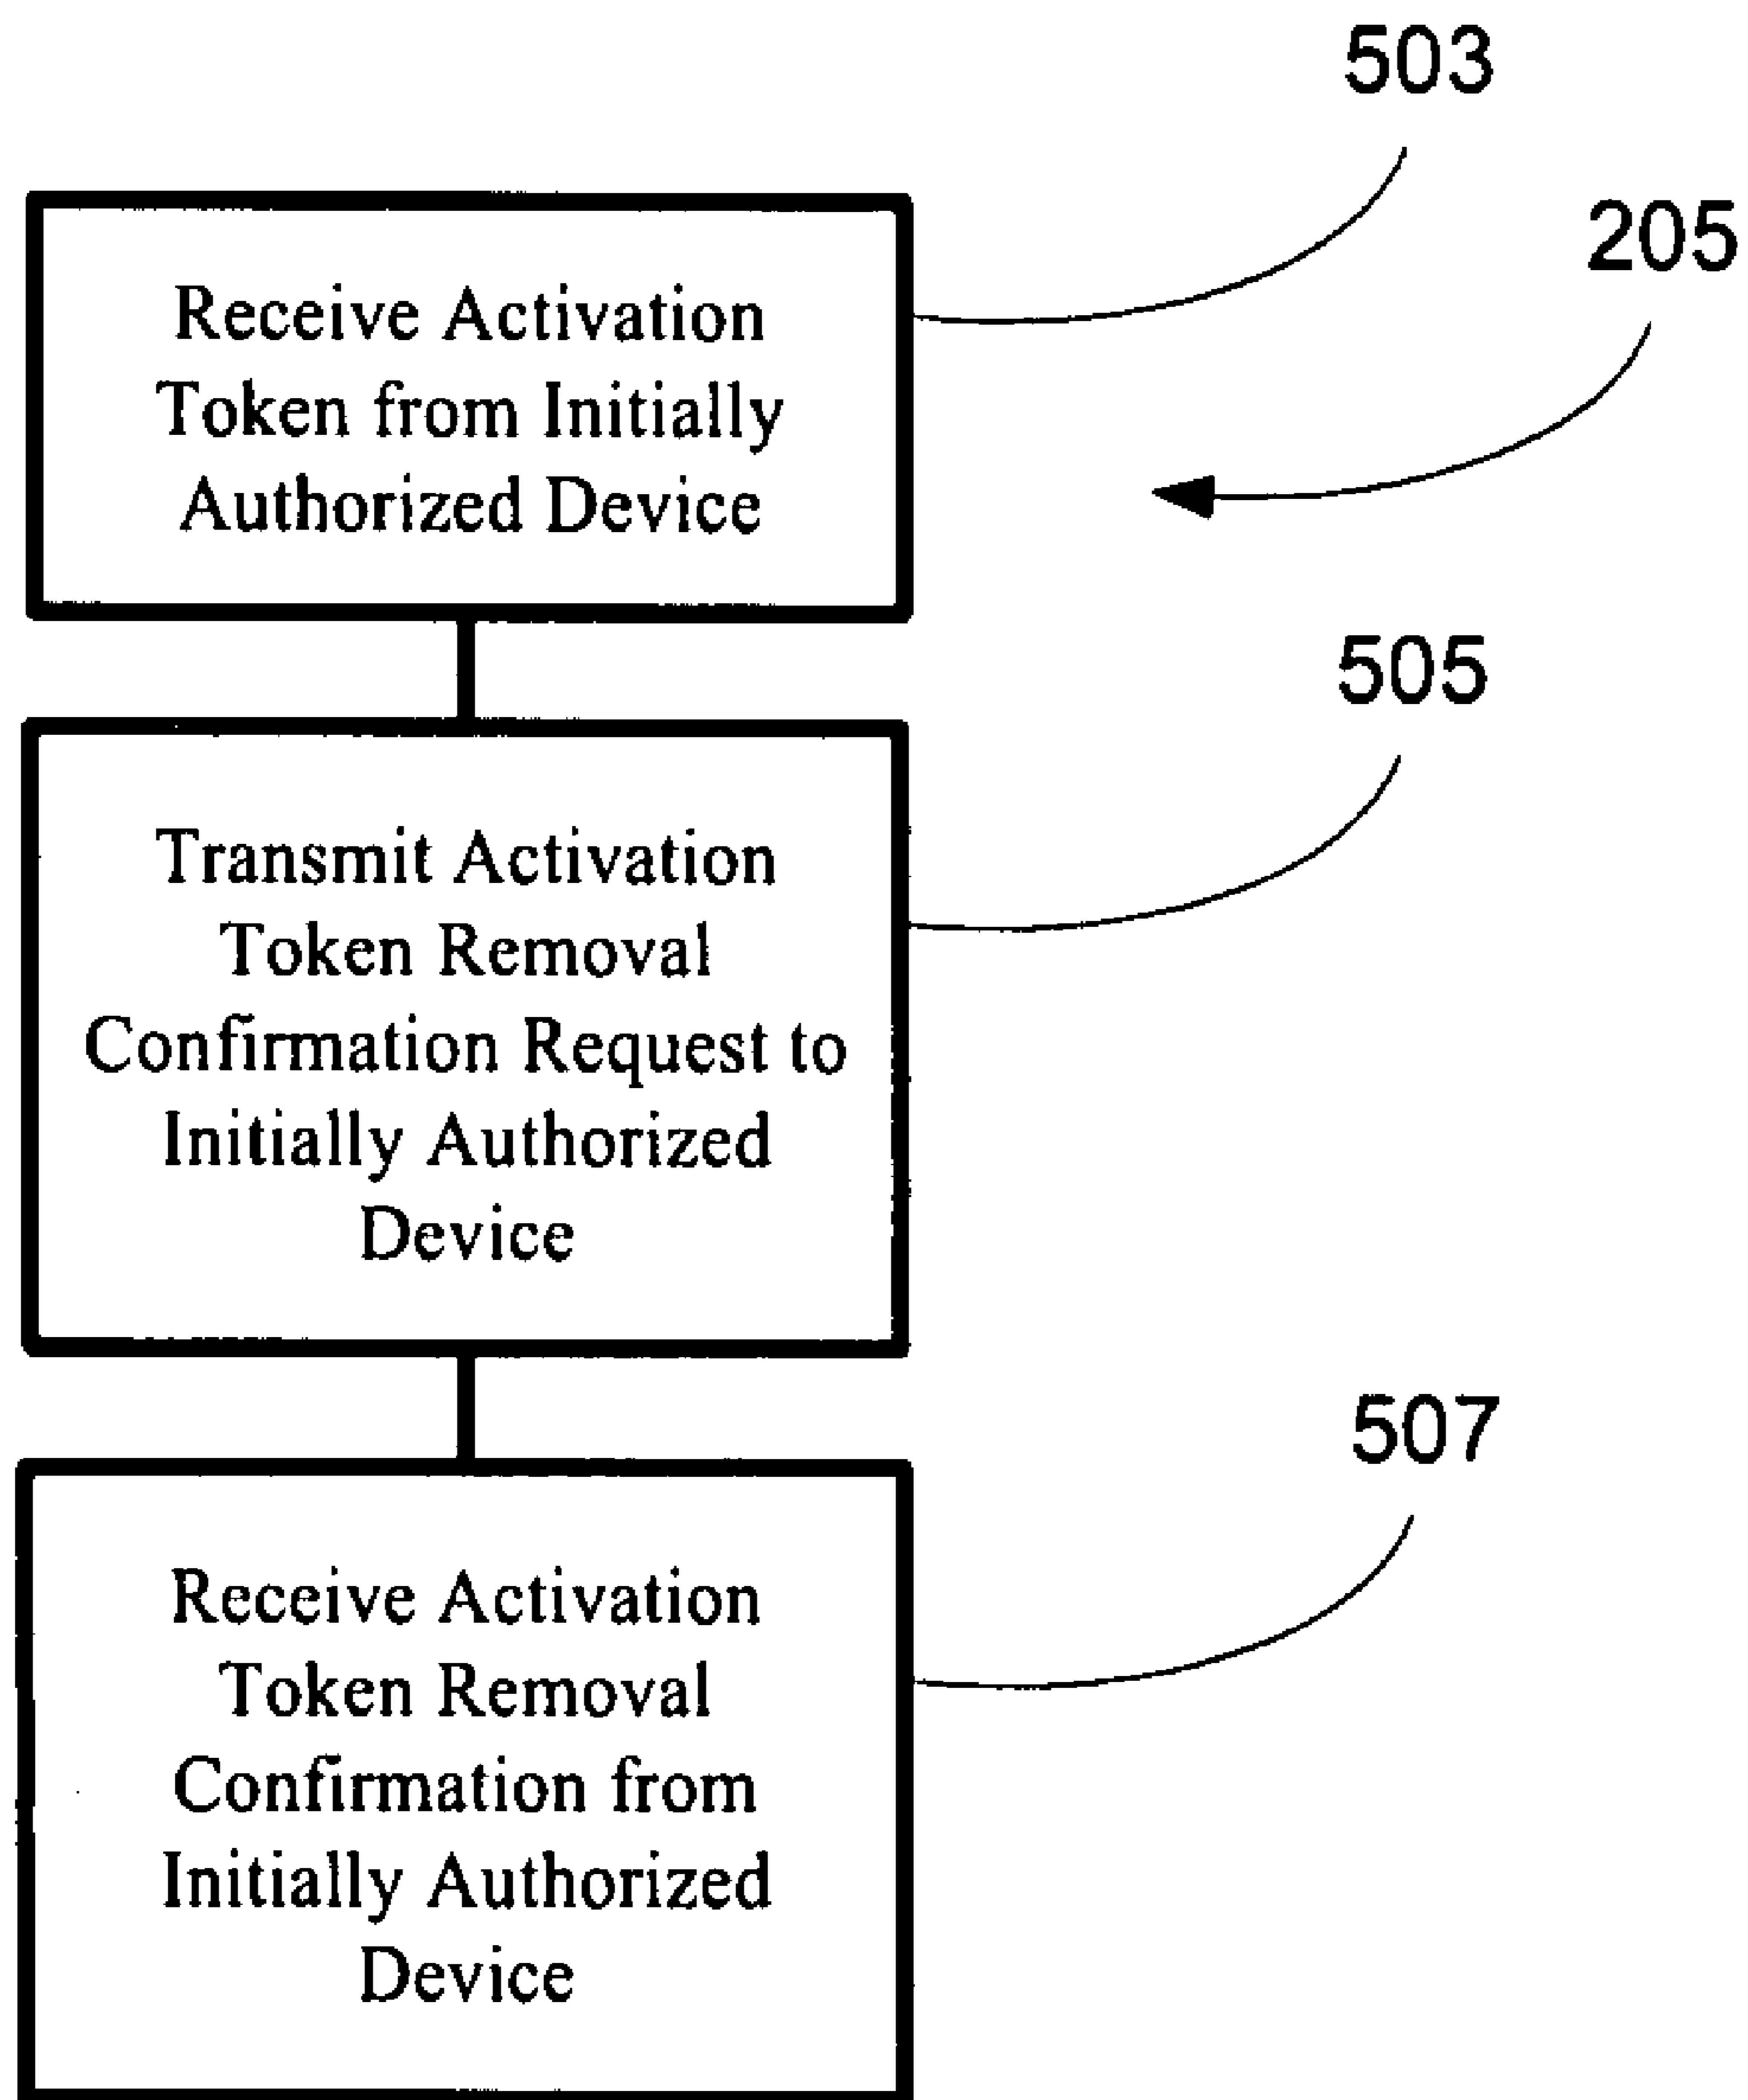 503
205
Receive Activation
Token from Initially
Authorized Device
505
Transmit Activation
Token Removal
Confirmation Request to
Initially Authorized
Device
507
Receive Activation
Token Removal
Confirmation from
Initially Authorized
Device